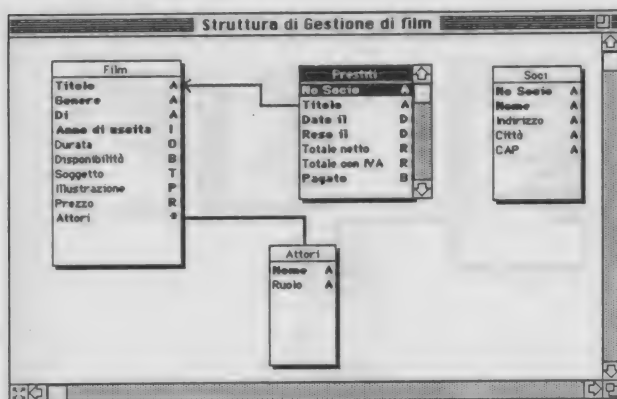 Struttura di Gestione di film
Film
Titolo A
Genere A
Di A
Anno di uscita I
Durata O
Disponibilità B
Soggetto T
Illustrazione P
Prezzo R
Attori *
Prestiti
No Socio A
Titolo A
Dato il D
Reso il D
Totale netto R
Totale con IVA R
Pagato B
Soci
No Socio A
Nome A
Indirizzo A
Città A
CAP A
Attori
Nome A
Ruolo A